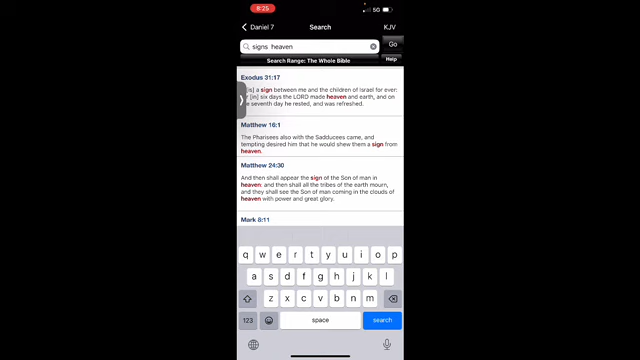 8:25
5G
Daniel 7
Search
KJV
signs heaven
Go
Search Range: The Whole Bible
Help
Exodus 31:17
is] a sign between me and the children of Israel for ever:
[in] six days the LORD made heaven and earth, and on
seventh day he rested, and was refreshed.
Matthew 16:1
The Pharisees also with the Sadducees came, and
tempting desired him that he would shew them a sign from
heaven.
Matthew 24:30
And then shall appear the sign of the Son of man in
heaven: and then shall all the tribes of the earth mourn,
and they shall see the Son of man coming in the clouds of
heaven with power and great glory.
Mark 8:11
q w e r t y u i o p
a s d f g h j k l
z x c v b n m
123 space search